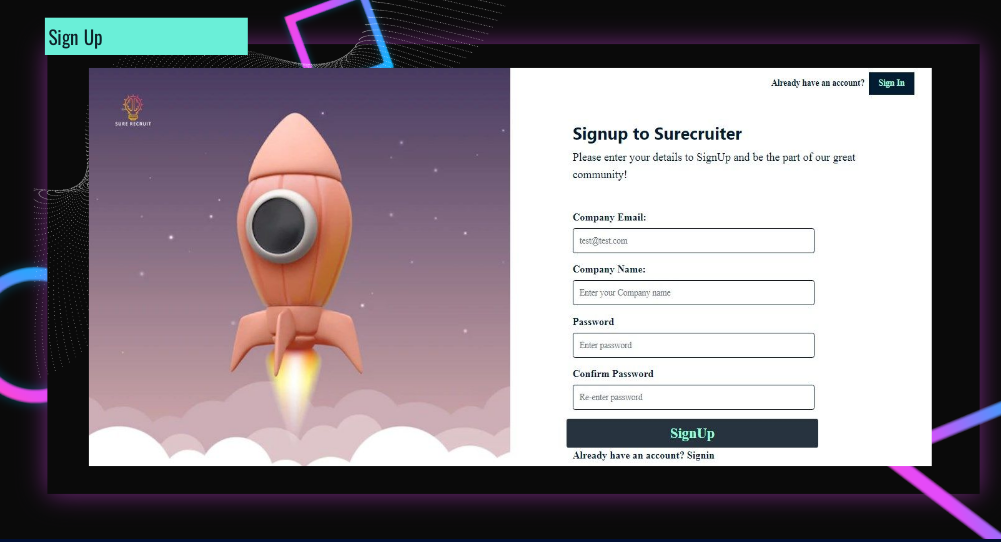 Sign Up
Already have an account? Sign In
SURE RECRUIT
Signup to Surecruiter
Please enter your details to SignUp and be the part of our great
community!
Company Email:
test@test.com
Company Name:
Enter your Company name
Password
Enter password
Confirm Password
Re-enter password
SignUp
Already have an account? Signin